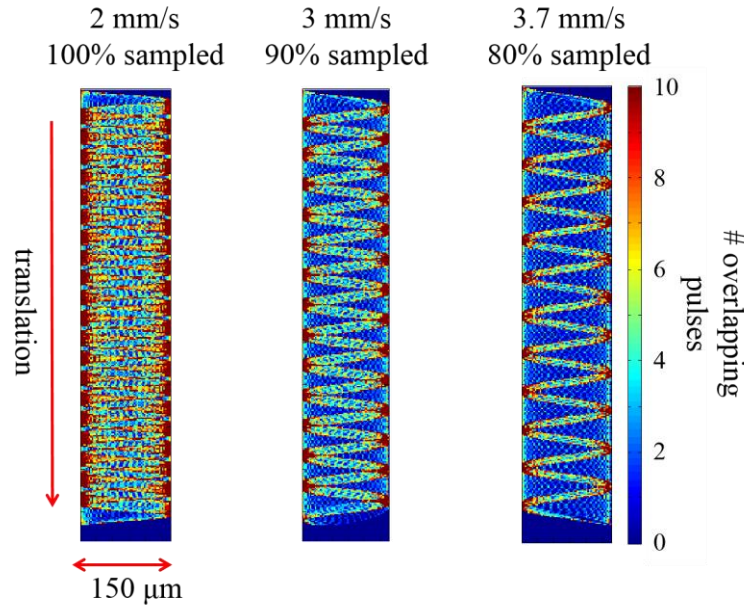 2 mm/s
100% sampled
3 mm/s
90% sampled
3.7 mm/s
80% sampled
translation
150 μm
10
8
6
4
2
0
# overlapping
pulses